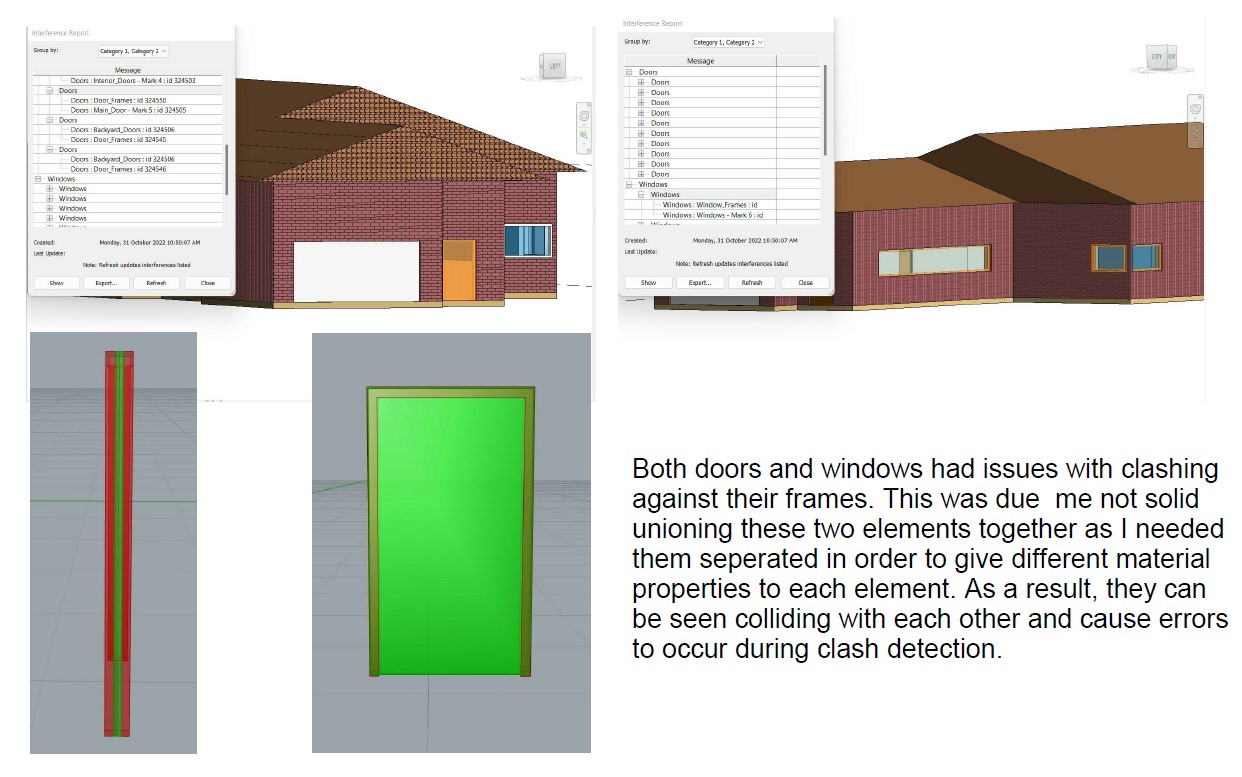 Interference Report
Group by:
Category 1, Category 2
Message
Doors : Interior_Doors - Mark 4 : id 324503
Doors
Doors : Door_Frames : id 324550
Doors : Main_Door - Mark 5 : id 324505
Doors
Doors : Backyard_Doors : id 324506
Doors : Door_Frames : id 324545
Doors
Doors : Backyard_Doors : id 324506
Doors : Door_Frames : id 324546
Windows
Windows
Windows
Windows
Windows
Created: Monday, 31 October 2022 10:50:07 AM
Last Update:
Note: Refresh updates interferences listed
Show Export... Refresh Close
LEFT
Interference Report
Group by:
Category 1, Category 2
Message
Doors
Doors
Doors
Doors
Doors
Doors
Doors
Doors
Doors
Doors
Doors
Windows
Windows
Windows : Window_Frames : id
Windows : Windows - Mark 6 : id
Windows
Created: Monday, 31 October 2022 10:50:07 AM
Last Update:
Note: Refresh updates interferences listed
Show Export... Refresh Close
LEFT
Both doors and windows had issues with clashing
against their frames. This was due  me not solid
unioning these two elements together as I needed
them seperated in order to give different material
properties to each element. As a result, they can
be seen colliding with each other and cause errors
to occur during clash detection.